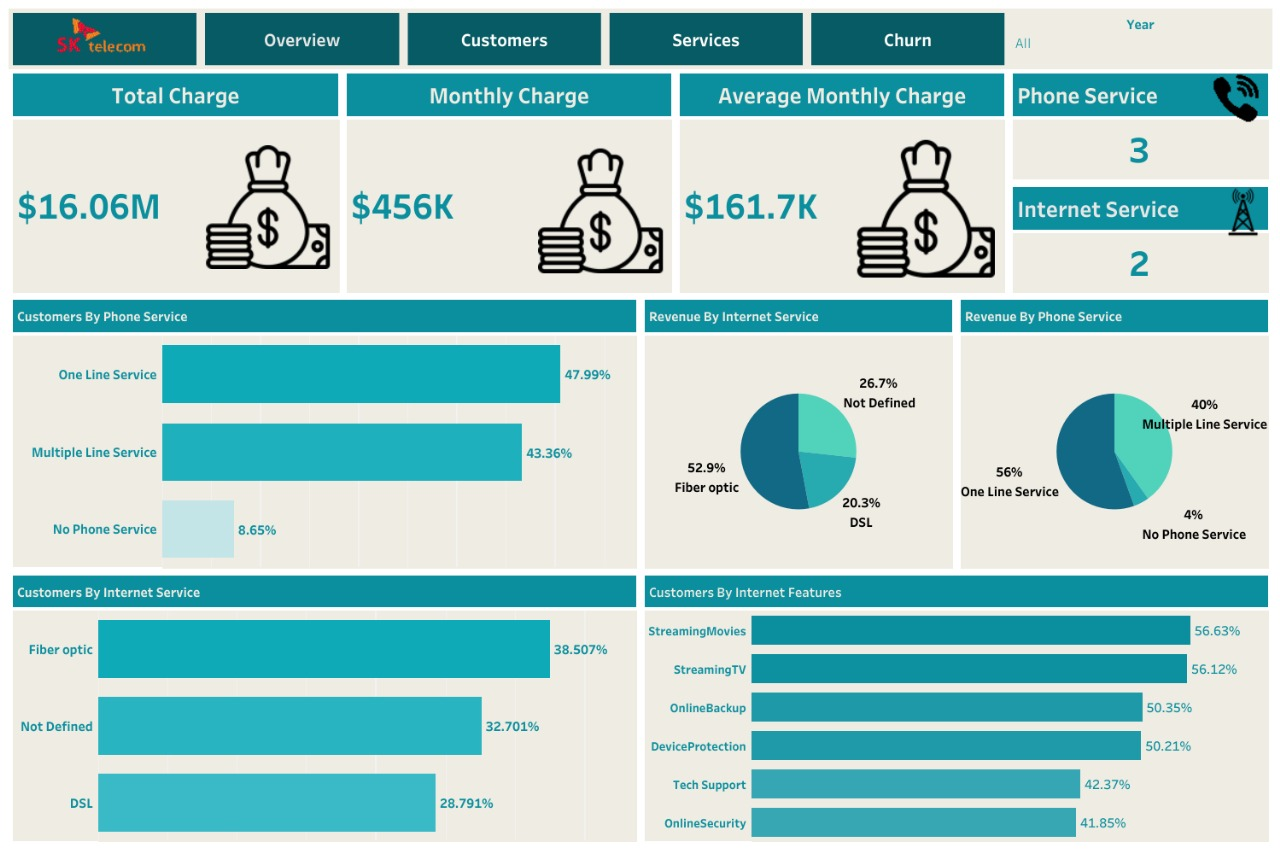 SK telecom
Overview
Customers
Services
Churn
Year
All
Total Charge
Monthly Charge
Average Monthly Charge
Phone Service
$16.06M
$
$456K
$
$161.7K
$
3
Internet Service
2
Customers By Phone Service
One Line Service 47.99%
Multiple Line Service 43.36%
No Phone Service 8.65%
Revenue By Internet Service
26.7%
Not Defined
52.9%
Fiber optic
20.3%
DSL
Revenue By Phone Service
40%
Multiple Line Service
56%
One Line Service
4%
No Phone Service
Customers By Internet Service
Fiber optic 38.507%
Not Defined 32.701%
DSL 28.791%
Customers By Internet Features
StreamingMovies 56.63%
StreamingTV 56.12%
OnlineBackup 50.35%
DeviceProtection 50.21%
Tech Support 42.37%
OnlineSecurity 41.85%